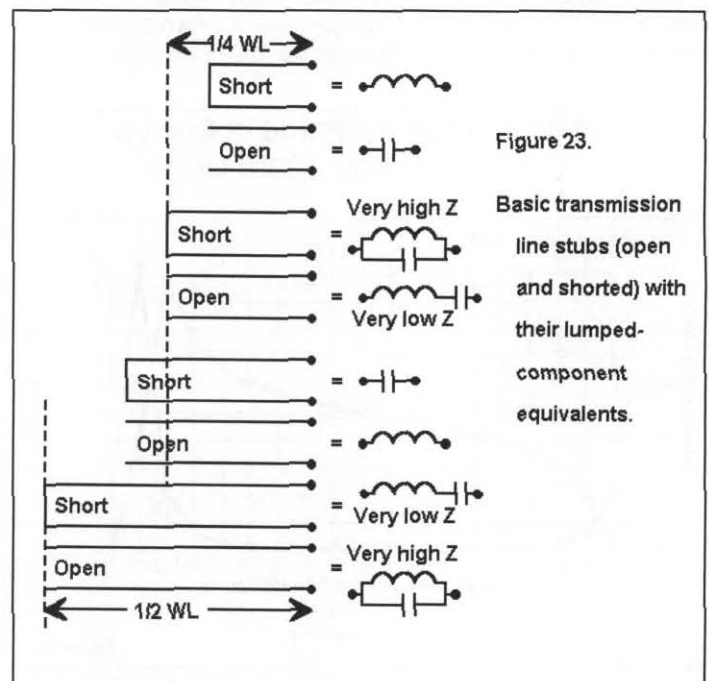 1/4 WL
Short
=
Open
=
Figure 23.
Basic transmission
line stubs (open
and shorted) with
their lumped-
component
equivalents.
Very high Z
Short
=
Open
=
Very low Z
Short
=
Open
=
Short
=
Very low Z
Very high Z
Open
=
1/2 WL